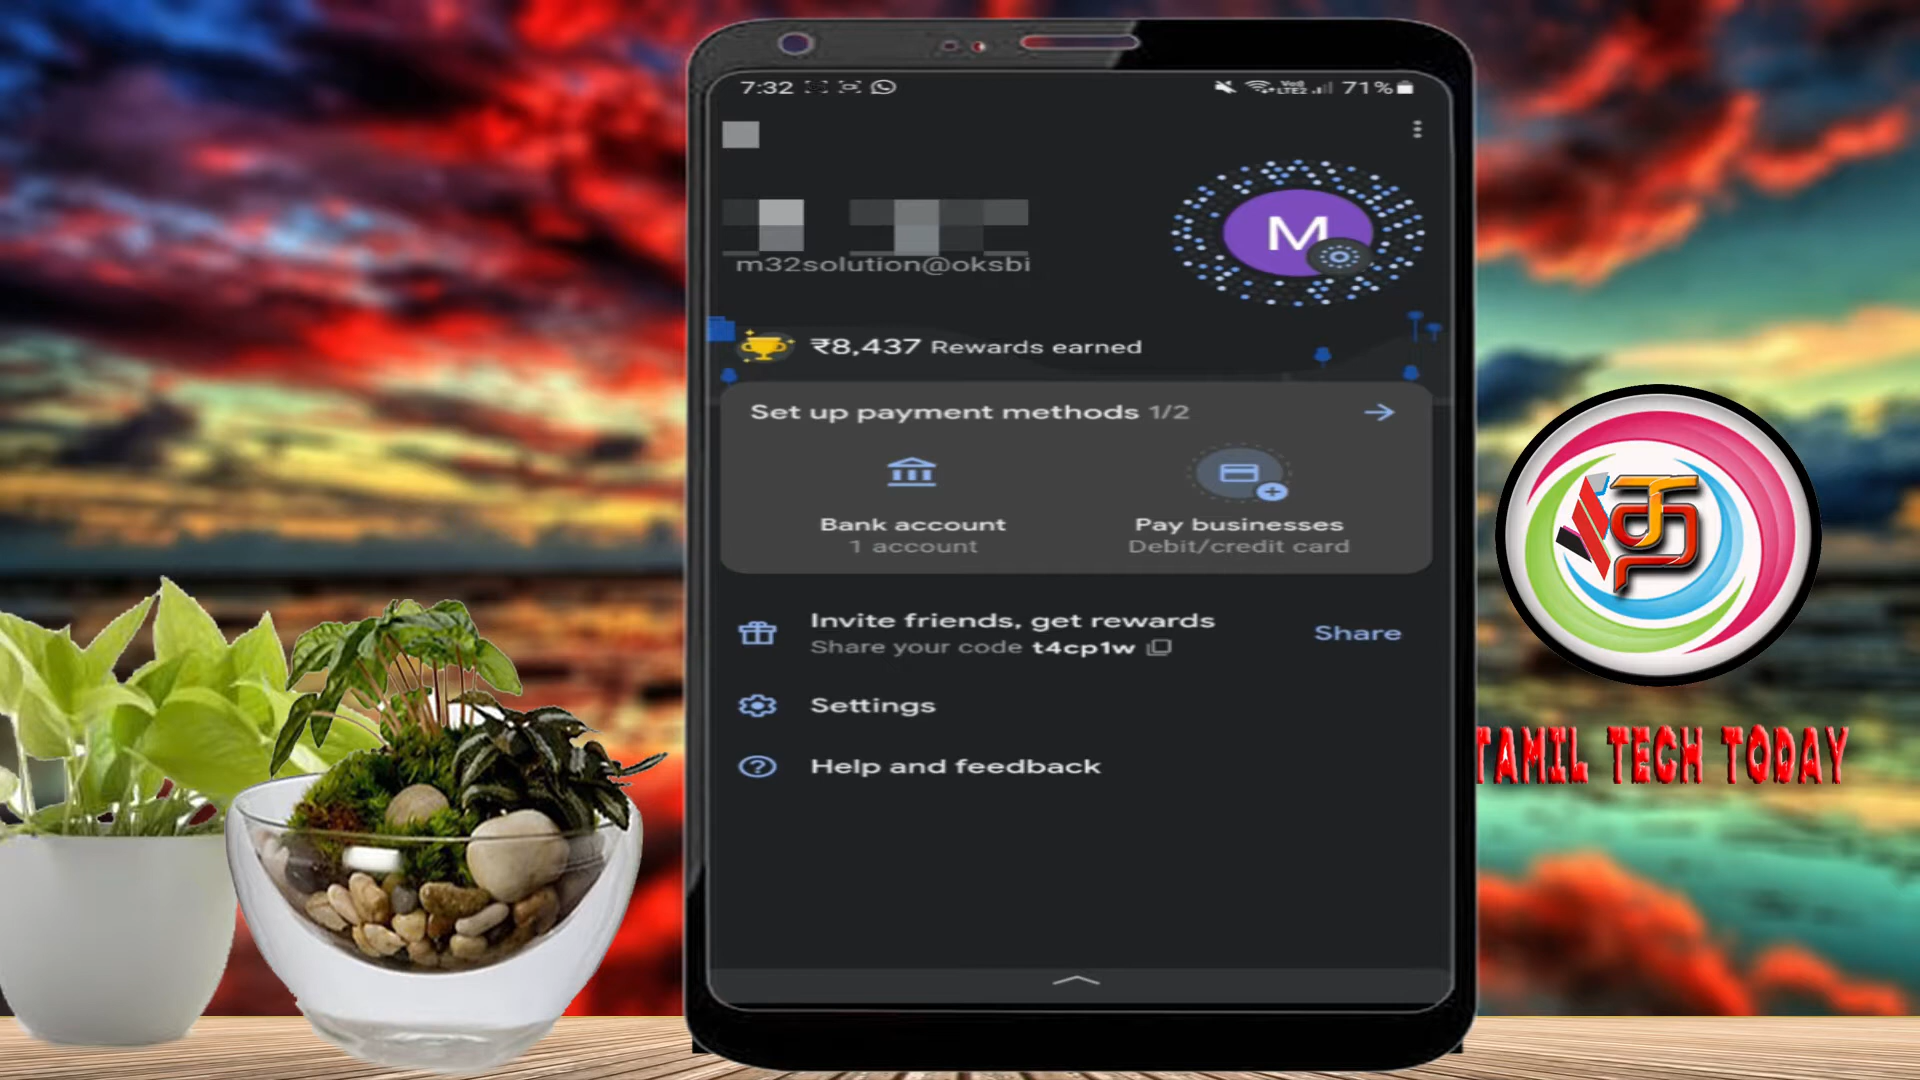 7:32
VoB
LTE2
71%
M
m32solution@oksbi
₹8,437 Rewards earned
Set up payment methods 1/2
Bank account
1 account
Pay businesses
Debit/credit card
Invite friends, get rewards
Share your code t4cp1w
Share
Settings
Help and feedback
TAMIL TECH TODAY